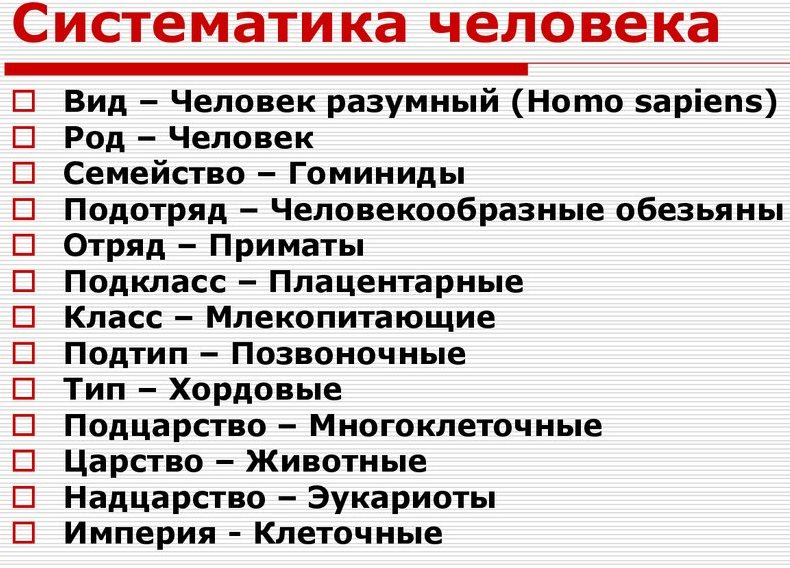 Систематика человека
Вид – Человек разумный (Homo sapiens)
Род – Человек
Семейство – Гоминиды
Подотряд – Человекообразные обезьяны
Отряд – Приматы
Подкласс – Плацентарные
Класс – Млекопитающие
Подтип – Позвоночные
Тип – Хордовые
Подцарство – Многоклеточные
Царство – Животные
Надцарство – Эукариоты
Империя - Клеточные